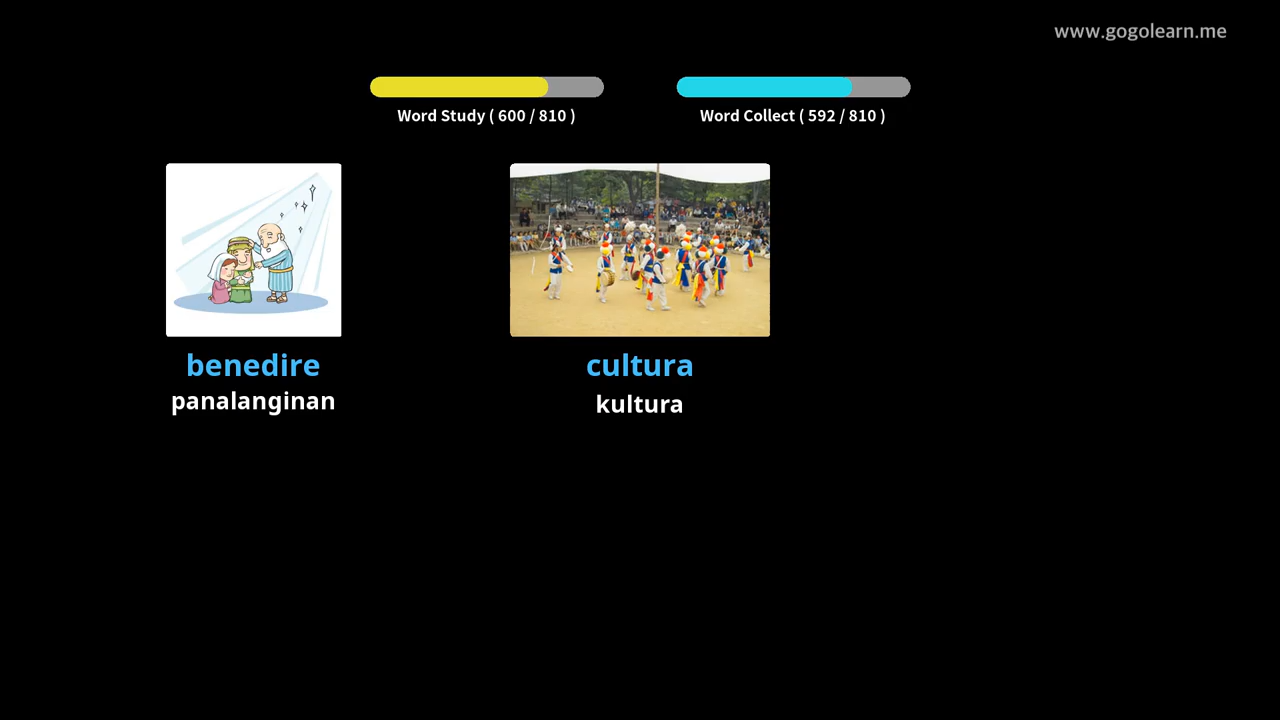 www.gogolearn.me
Word Study ( 600 / 810 )
Word Collect ( 592 / 810 )
benedire
panalanginan
cultura
kultura